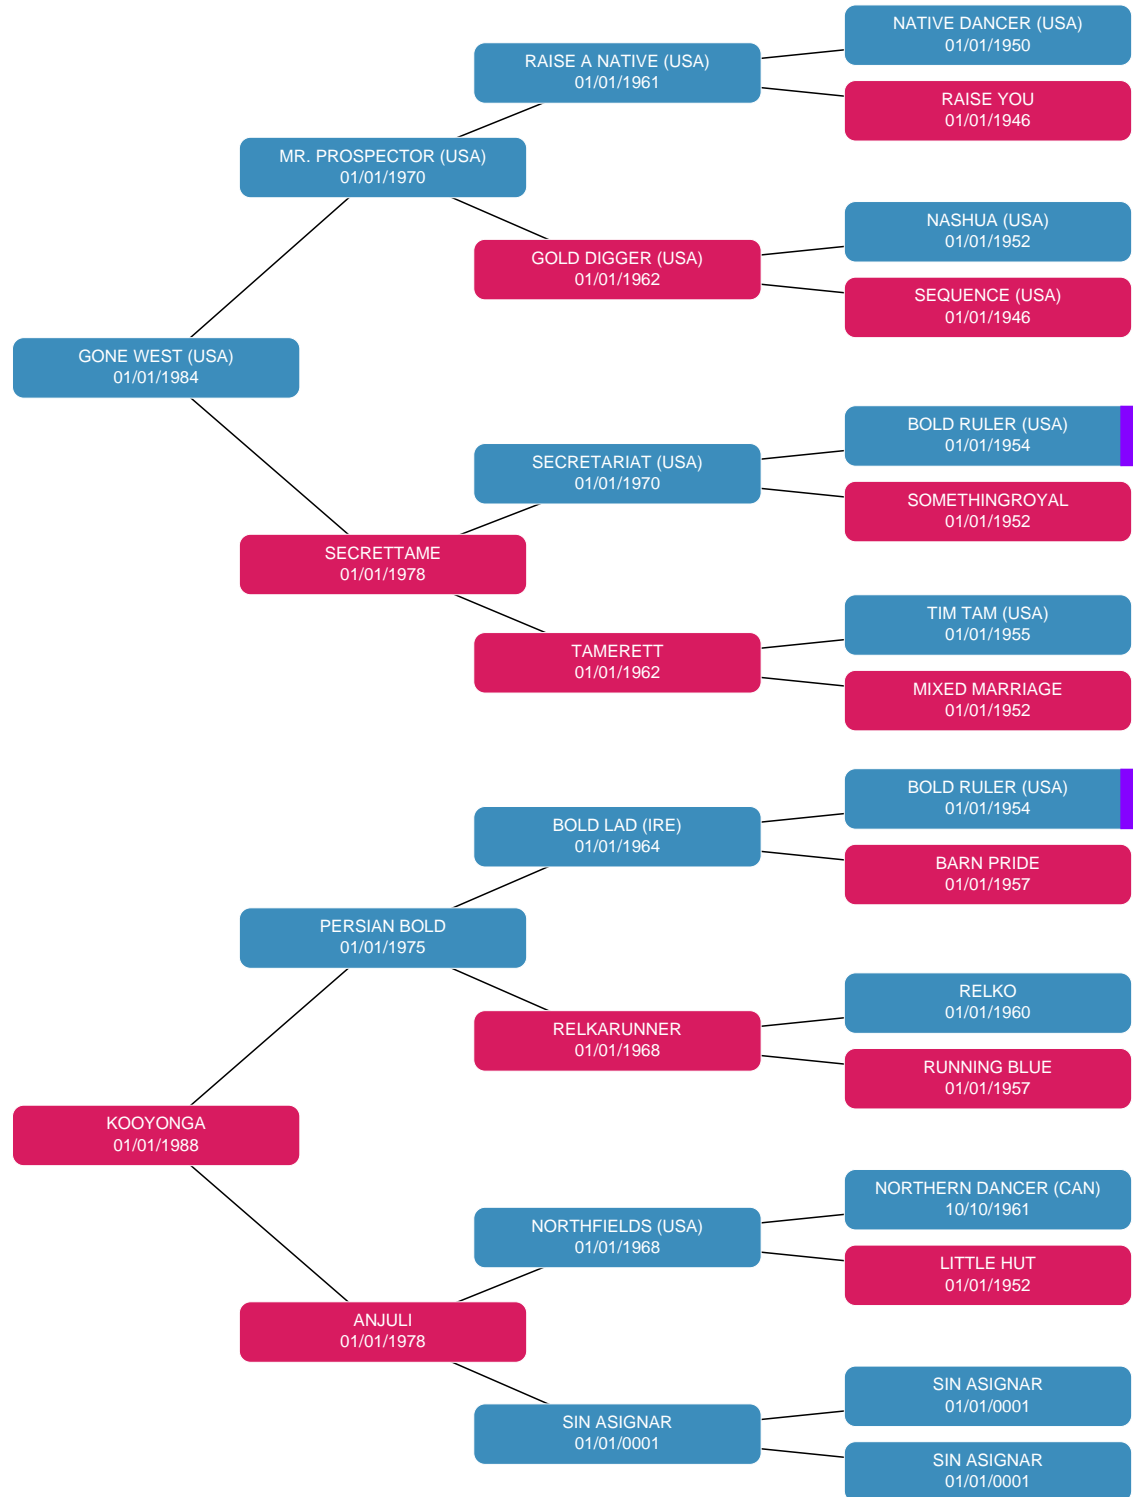 NATIVE DANCER (USA)
01/01/1950
RAISE A NATIVE (USA)
01/01/1961
RAISE YOU
01/01/1946
MR. PROSPECTOR (USA)
01/01/1970
NASHUA (USA)
01/01/1952
GOLD DIGGER (USA)
01/01/1962
SEQUENCE (USA)
01/01/1946
GONE WEST (USA)
01/01/1984
BOLD RULER (USA)
01/01/1954
SECRETARIAT (USA)
01/01/1970
SOMETHINGROYAL
01/01/1952
SECRETTAME
01/01/1978
TIM TAM (USA)
01/01/1955
TAMERETT
01/01/1962
MIXED MARRIAGE
01/01/1952
BOLD RULER (USA)
01/01/1954
BOLD LAD (IRE)
01/01/1964
BARN PRIDE
01/01/1957
PERSIAN BOLD
01/01/1975
RELKO
01/01/1960
RELKARUNNER
01/01/1968
RUNNING BLUE
01/01/1957
KOOYONGA
01/01/1988
NORTHERN DANCER (CAN)
10/10/1961
NORTHFIELDS (USA)
01/01/1968
LITTLE HUT
01/01/1952
ANJULI
01/01/1978
SIN ASIGNAR
01/01/0001
SIN ASIGNAR
01/01/0001
SIN ASIGNAR
01/01/0001